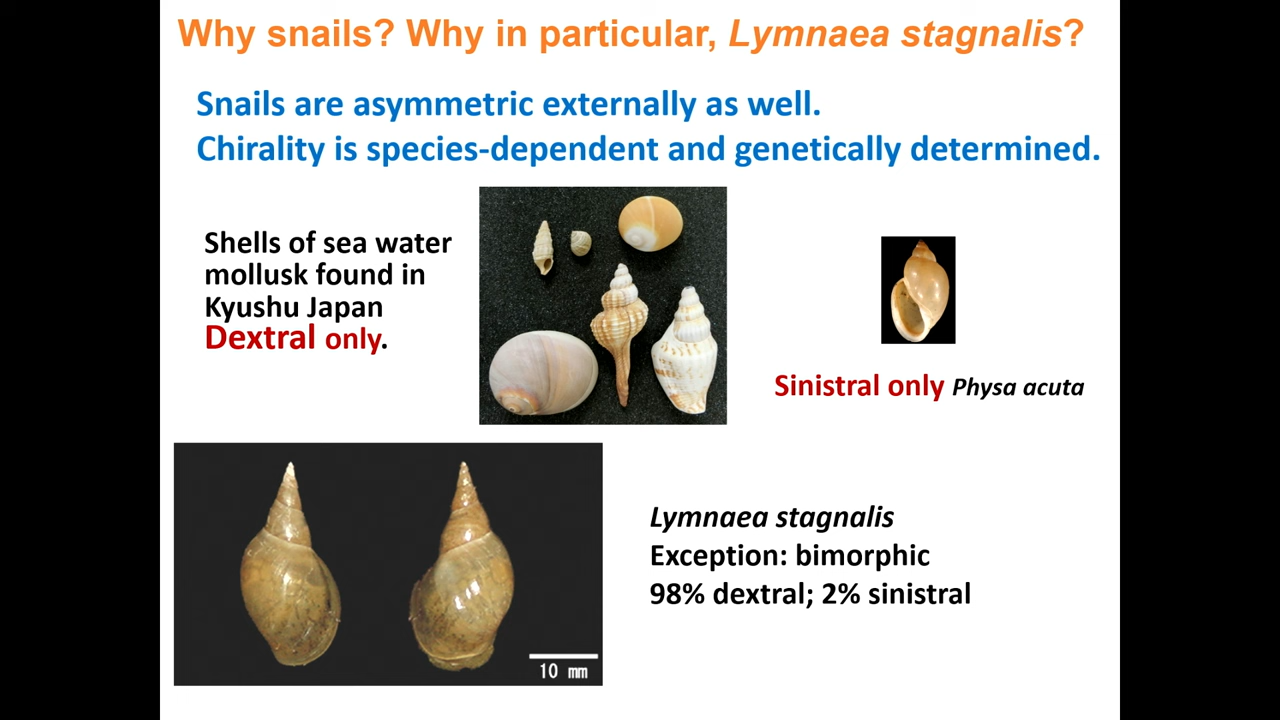 Why snails? Why in particular, Lymnaea stagnalis?
Snails are asymmetric externally as well.
Chirality is species-dependent and genetically determined.
Shells of sea water
mollusk found in
Kyushu Japan
Dextral only.
Sinistral only Physa acuta
Lymnaea stagnalis
Exception: bimorphic
98% dextral; 2% sinistral
10 mm